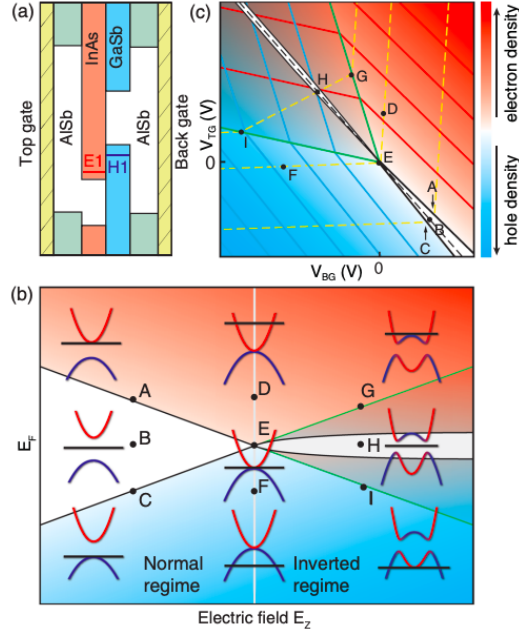 (a)
Top gate
AlSb
InAs
E1
GaSb
H1
AlSb
Back gate
(c)
V_TG (V)
0
H
G
D
I
E
F
A
B
C
0
V_BG (V)
electron density
hole density
(b)
E_F
A
B
C
D
E
F
G
H
I
Normal
regime
Inverted
regime
Electric field E_Z